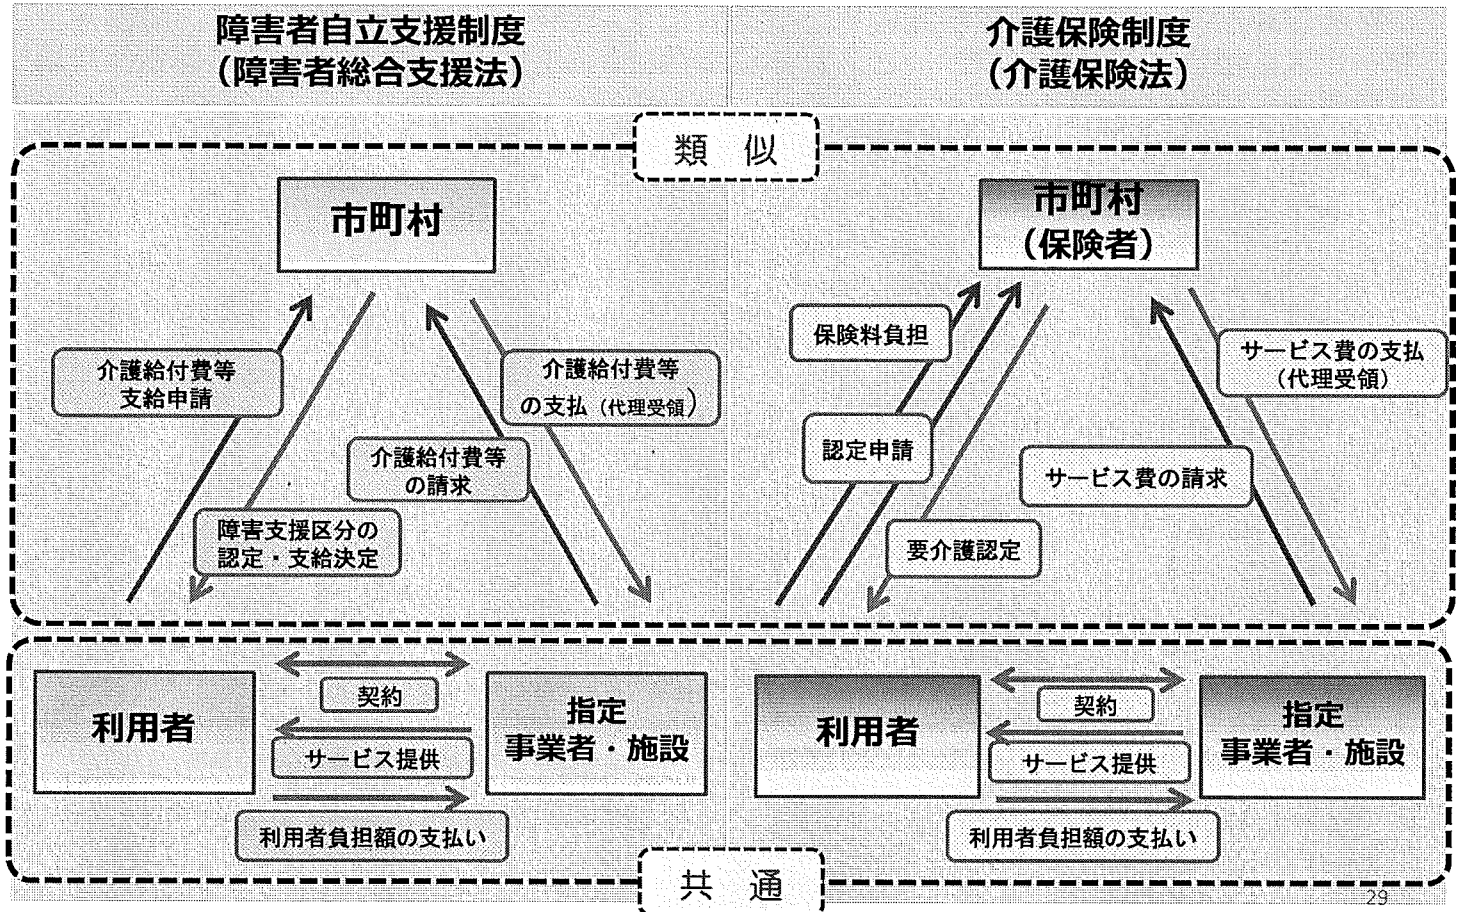 障害者自立支援制度
(障害者総合支援法)
介護保険制度
(介護保険法)
類 似
市町村
介護給付費等
支給申請
介護給付費等
の支払(代理受領)
介護給付費等
の請求
障害支援区分の
認定・支給決定
市町村
(保険者)
保険料負担
サービス費の支払
(代理受領)
認定申請
サービス費の請求
要介護認定
利用者
契約
サービス提供
利用者負担額の支払い
指定
事業者・施設
利用者
契約
サービス提供
利用者負担額の支払い
指定
事業者・施設
共 通
29